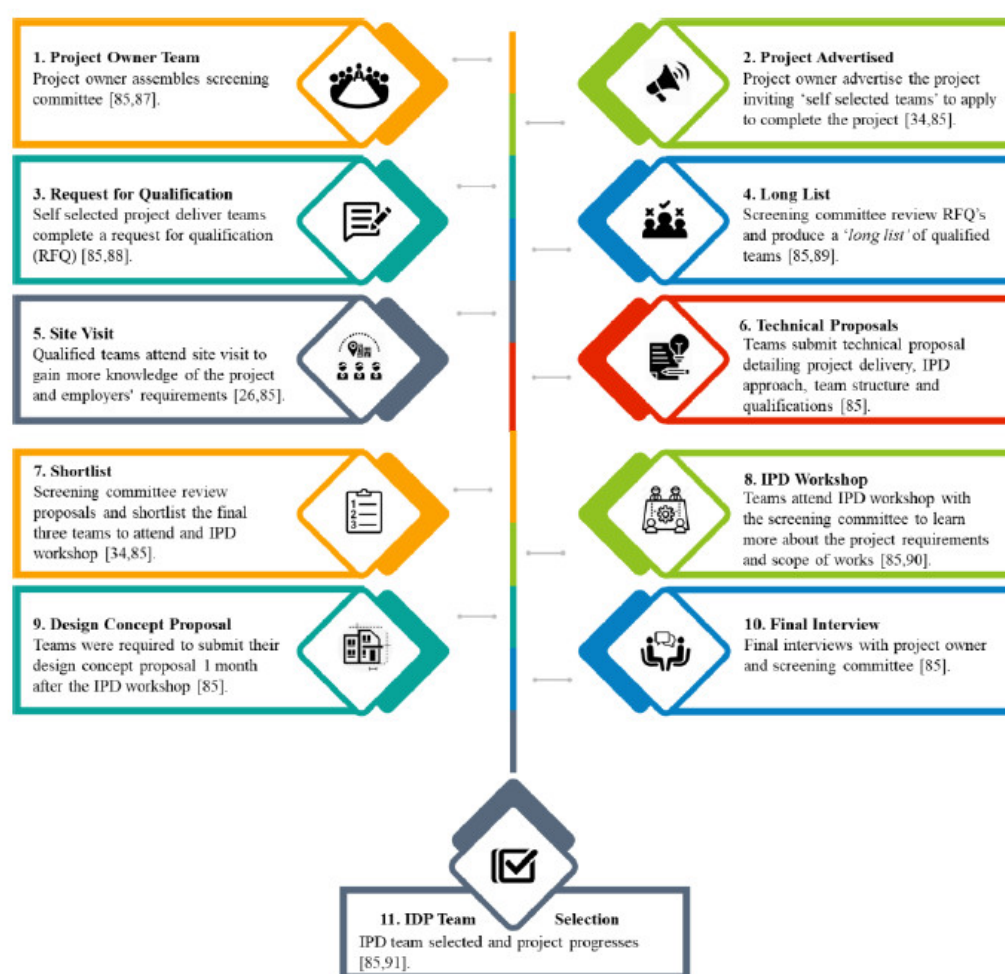 1. Project Owner Team
Project owner assembles screening
committee [85,87].
2. Project Advertised
Project owner advertise the project
inviting ‘self selected teams’ to apply
to complete the project [34,85].
3. Request for Qualification
Self selected project deliver teams
complete a request for qualification
(RFQ) [85,88].
4. Long List
Screening committee review RFQ's
and produce a ‘long list’ of qualified
teams [85,89].
5. Site Visit
Qualified teams attend site visit to
gain more knowledge of the project
and employers' requirements [26,85].
6. Technical Proposals
Teams submit technical proposal
detailing project delivery, IPD
approach, team structure and
qualifications [85].
7. Shortlist
Screening committee review
proposals and shortlist the final
three teams to attend and IPD
workshop [34,85].
1
2
3
8. IPD Workshop
Teams attend IPD workshop with
the screening committee to learn
more about the project requirements
and scope of works [85,90].
9. Design Concept Proposal
Teams were required to submit their
design concept proposal 1 month
after the IPD workshop [85].
10. Final Interview
Final interviews with project owner
and screening committee [85].
11. IDP Team Selection
IPD team selected and project progresses
[85,91].